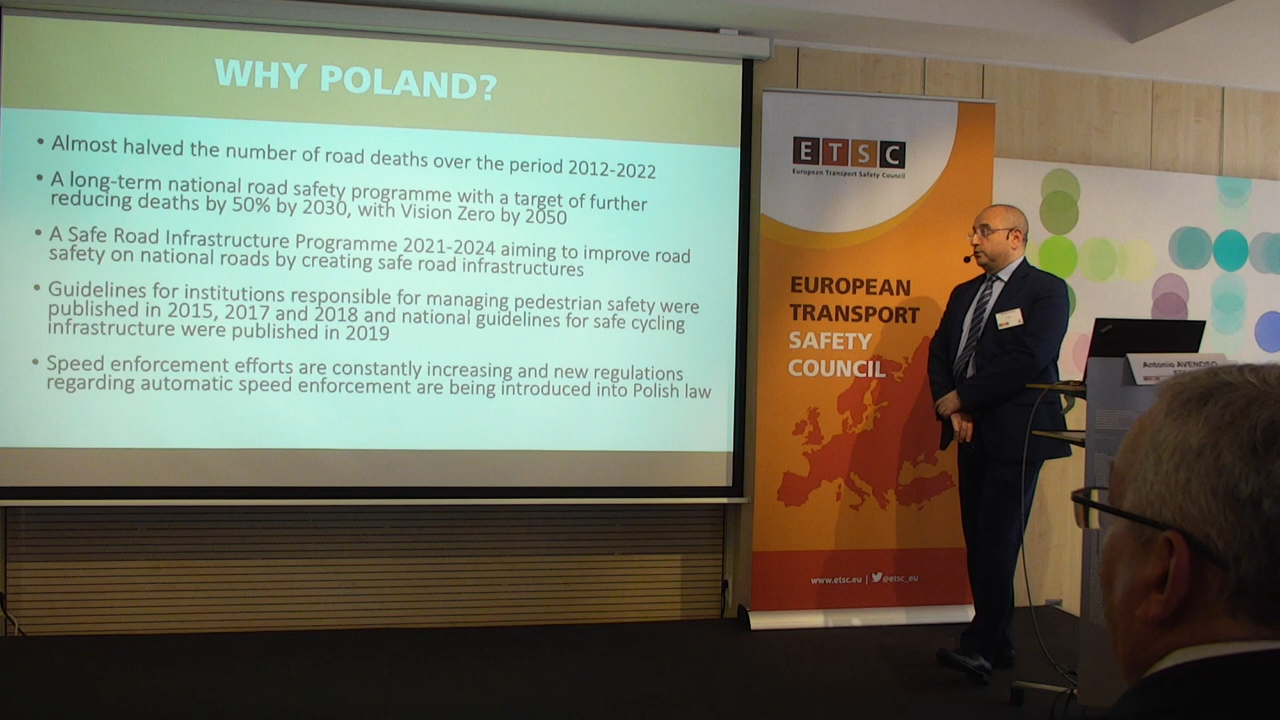 WHY POLAND?
• Almost halved the number of road deaths over the period 2012-2022
• A long-term national road safety programme with a target of further
reducing deaths by 50% by 2030, with Vision Zero by 2050
• A Safe Road Infrastructure Programme 2021-2024 aiming to improve road
safety on national roads by creating safe road infrastructures
• Guidelines for institutions responsible for managing pedestrian safety were
published in 2015, 2017 and 2018 and national guidelines for safe cycling
infrastructure were published in 2019
• Speed enforcement efforts are constantly increasing and new regulations
regarding automatic speed enforcement are being introduced into Polish law
ETSC
European Transport Safety Council
EUROPEAN
TRANSPORT
SAFETY
COUNCIL
www.etsc.eu | @etsc_eu
Antonio AVENOSO